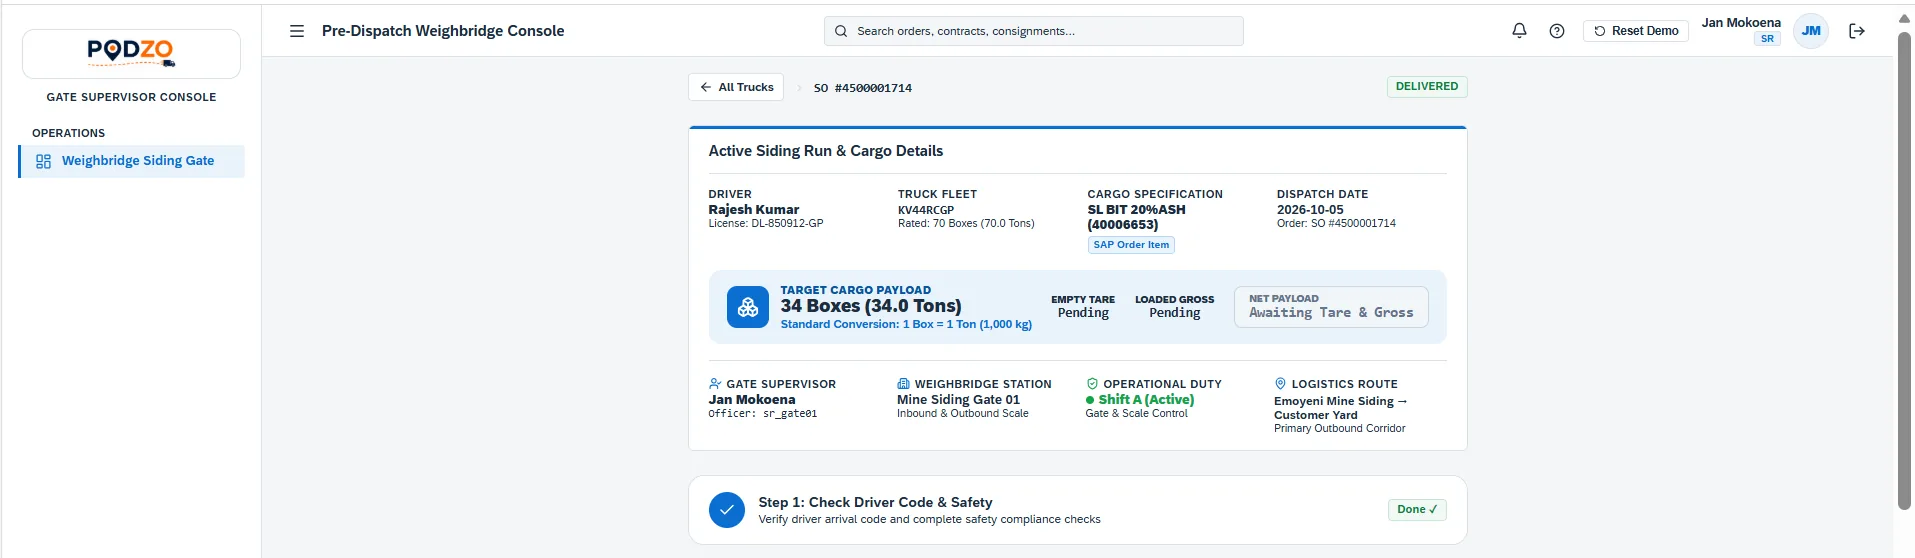 PODZO
GATE SUPERVISOR CONSOLE
OPERATIONS
Weighbridge Siding Gate
Pre-Dispatch Weighbridge Console
Search orders, contracts, consignments...
Reset Demo
Jan Mokoena
SR
JM
All Trucks
SO #4500001714
DELIVERED
Active Siding Run & Cargo Details
DRIVER
Rajesh Kumar
License: DL-850912-GP
TRUCK FLEET
KV44RCGP
Rated: 70 Boxes (70.0 Tons)
CARGO SPECIFICATION
SL BIT 20%ASH
(40006653)
SAP Order Item
DISPATCH DATE
2026-10-05
Order: SO #4500001714
TARGET CARGO PAYLOAD
34 Boxes (34.0 Tons)
Standard Conversion: 1 Box = 1 Ton (1,000 kg)
EMPTY TARE
Pending
LOADED GROSS
Pending
NET PAYLOAD
Awaiting Tare & Gross
GATE SUPERVISOR
Jan Mokoena
Officer: sr_gate01
WEIGHBRIDGE STATION
Mine Siding Gate 01
Inbound & Outbound Scale
OPERATIONAL DUTY
Shift A (Active)
Gate & Scale Control
LOGISTICS ROUTE
Emoyeni Mine Siding →
Customer Yard
Primary Outbound Corridor
Step 1: Check Driver Code & Safety
Verify driver arrival code and complete safety compliance checks
Done ✓